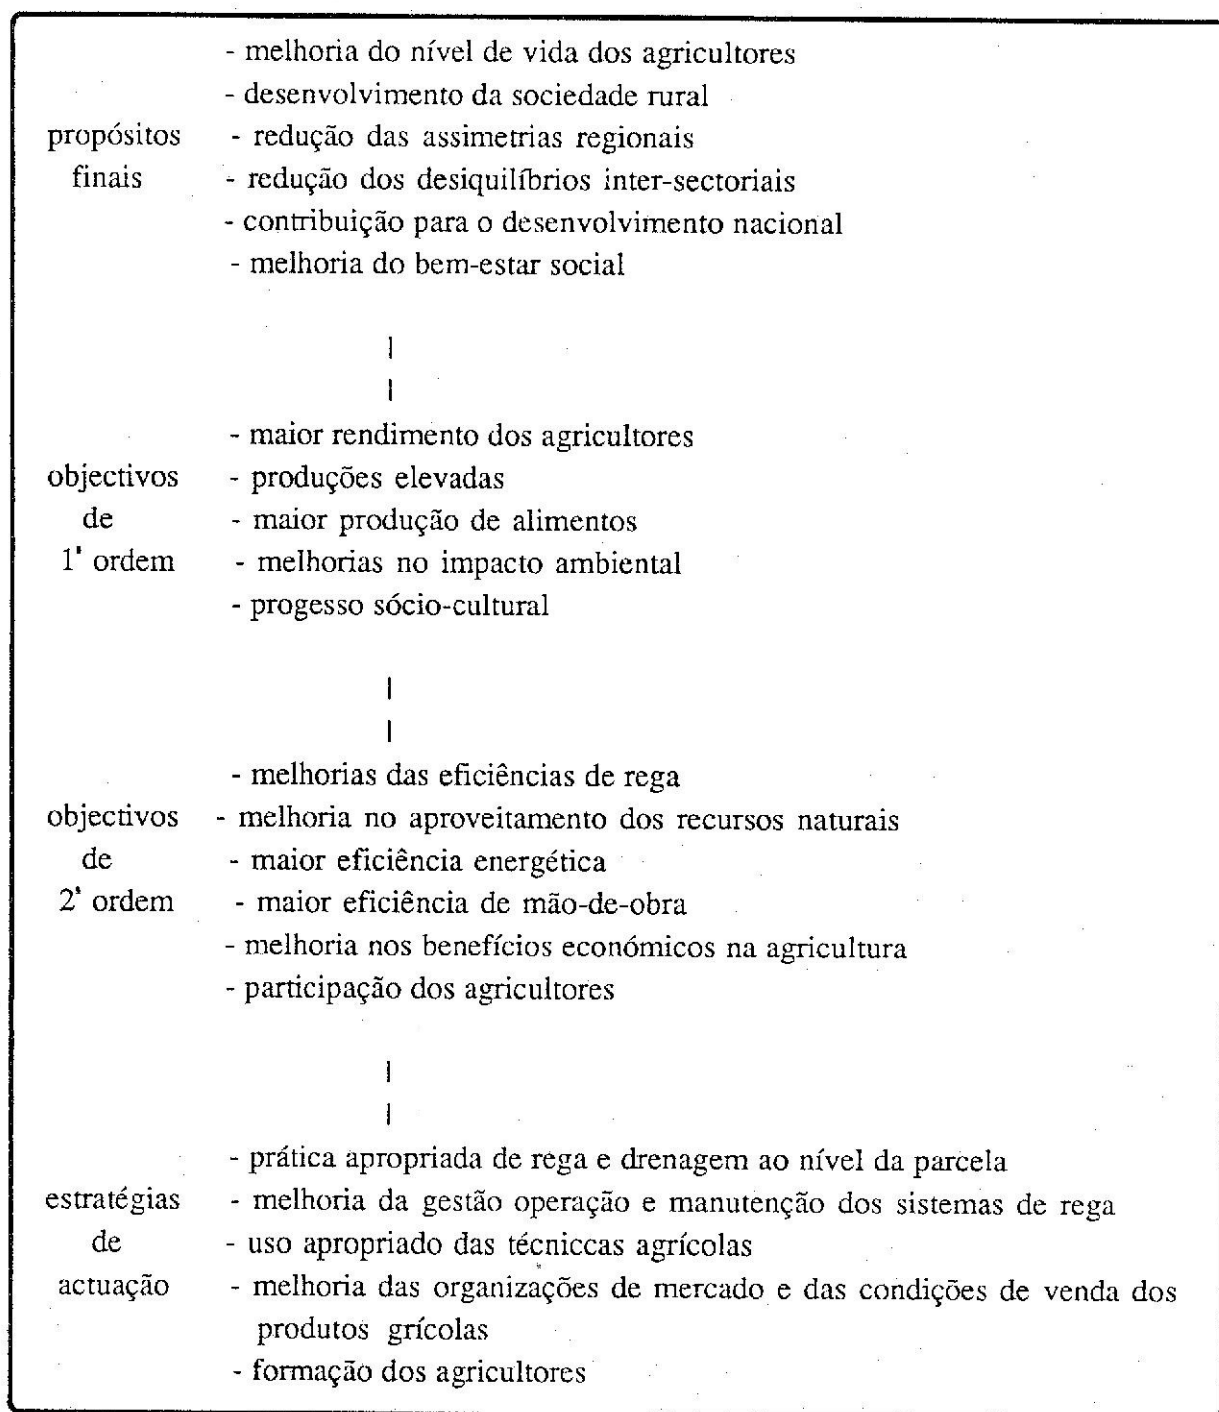 - melhoria do nível de vida dos agricultores
- desenvolvimento da sociedade rural
propósitos - redução das assimetrias regionais
finais - redução dos desiquilíbrios inter-sectoriais
- contribuição para o desenvolvimento nacional
- melhoria do bem-estar social
- maior rendimento dos agricultores
objectivos - produções elevadas
de - maior produção de alimentos
1ª ordem - melhorias no impacto ambiental
- progesso sócio-cultural
- melhorias das eficiências de rega
objectivos - melhoria no aproveitamento dos recursos naturais
de - maior eficiência energética
2ª ordem - maior eficiência de mão-de-obra
- melhoria nos benefícios económicos na agricultura
- participação dos agricultores
- prática apropriada de rega e drenagem ao nível da parcela
estratégias - melhoria da gestão operação e manutenção dos sistemas de rega
de - uso apropriado das técniccas agrícolas
actuação - melhoria das organizações de mercado e das condições de venda dos
produtos grícolas
- formação dos agricultores